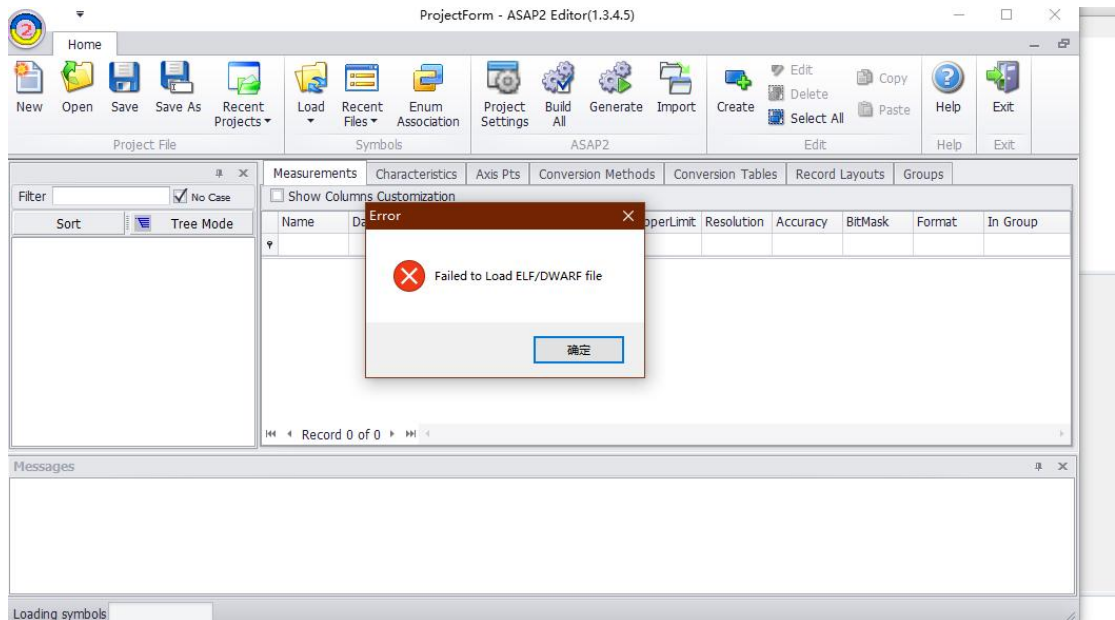 ProjectForm - ASAP2 Editor(1.3.4.5)
2
Home
New Open Save Save As Recent Projects Load Recent Files Enum Association Project Settings Build All Generate Import Create Edit Delete Select All Copy Paste Help Exit
Project File Symbols ASAP2 Edit Help Exit
Measurements Characteristics Axis Pts Conversion Methods Conversion Tables Record Layouts Groups
Filter No Case Show Columns Customization
Sort Tree Mode Name Da pperLimit Resolution Accuracy BitMask Format In Group
Error
Failed to Load ELF/DWARF file
确定
Record 0 of 0
Messages
Loading symbols